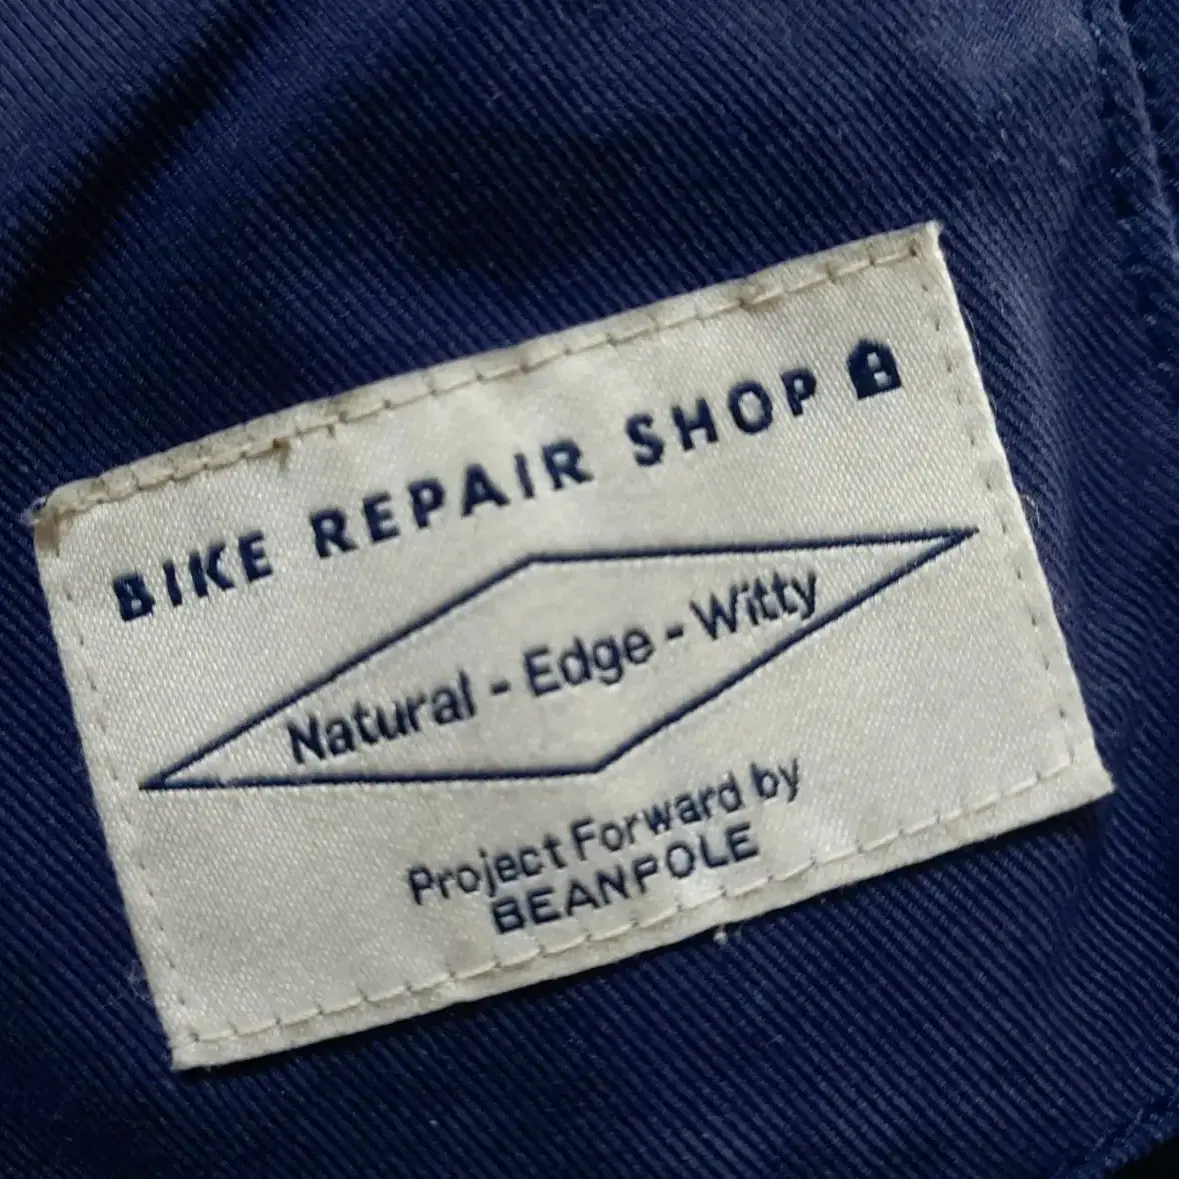 BIKE REPAIR SHOP
Natural - Edge - Witty
Project Forward by
BEANPOLE